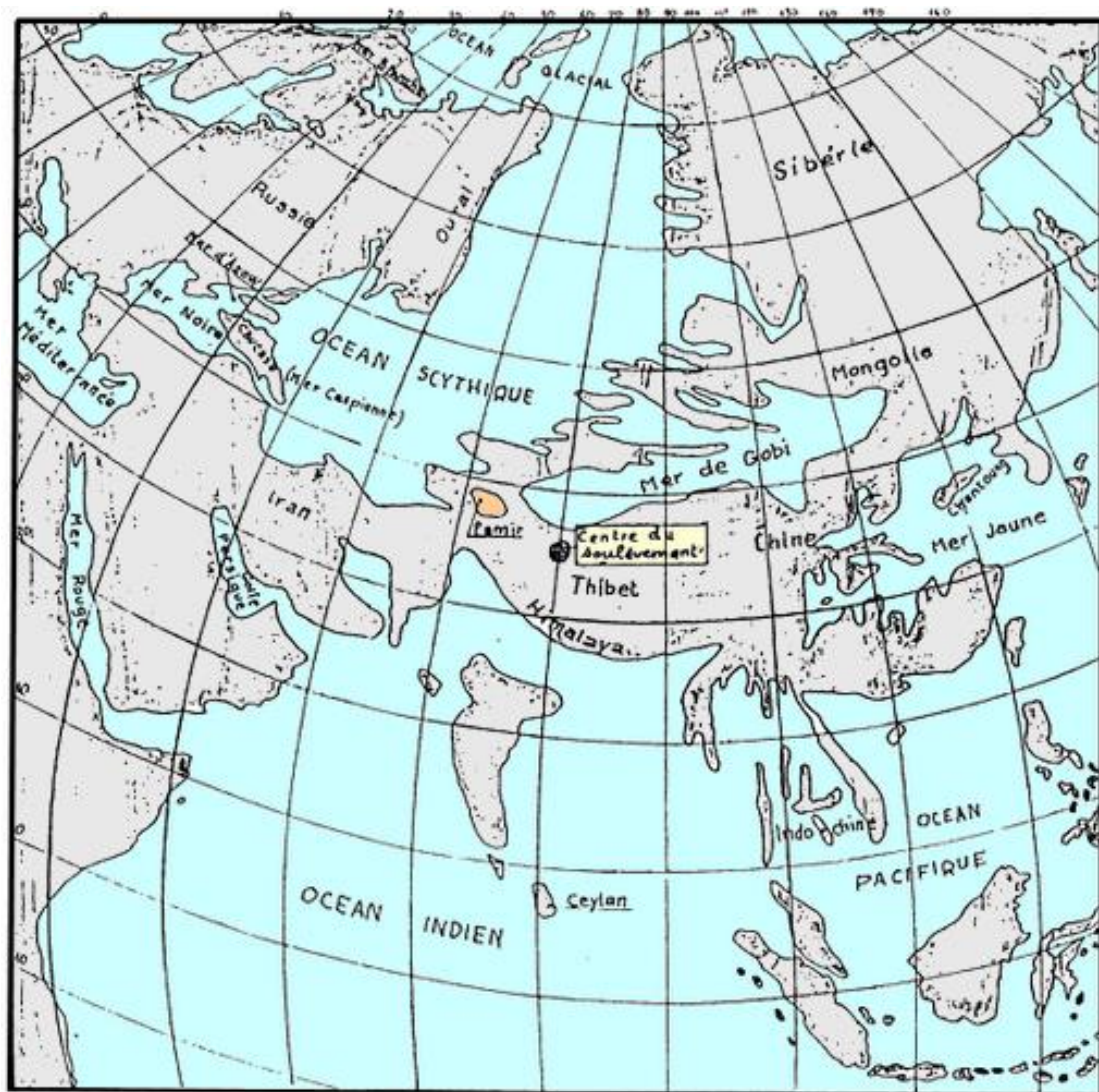 OCEAN
GLACIAL
Sibérie
Russie
Oural
Mer d'Azow
Mer Noire
Caucase
Mer
Méditerranée
OCEAN SCYTHIQUE
(Mer Caspienne)
Mongolie
Mer de Gobi
Iran
Pamir
Centre du
soulèvement
Thibet
Himalaya
Chine
Chantoung
Mer Jaune
Mer Rouge
Golfe
Persique
Indo-chine
OCEAN
PACIFIQUE
OCEAN INDIEN
Ceylan